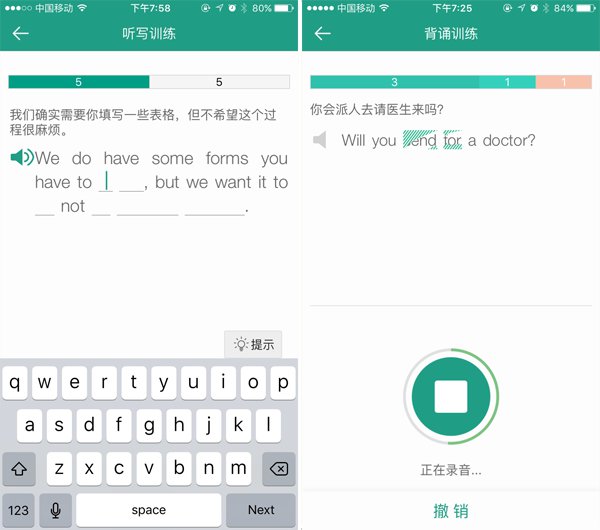 中国移动 下午7:58 80%
听写训练
5 5
我们确实需要你填写一些表格，但不希望这个过
程很麻烦。
We do have some forms you
have to __ ___, but we want it to
__ not __ _______ _______.
提示
q w e r t y u i o p
a s d f g h j k l
z x c v b n m
123 space Next
中国移动 下午7:25 84%
背诵训练
3 1 1
你会派人去请医生来吗?
Will you send for a doctor?
正在录音...
撤 销